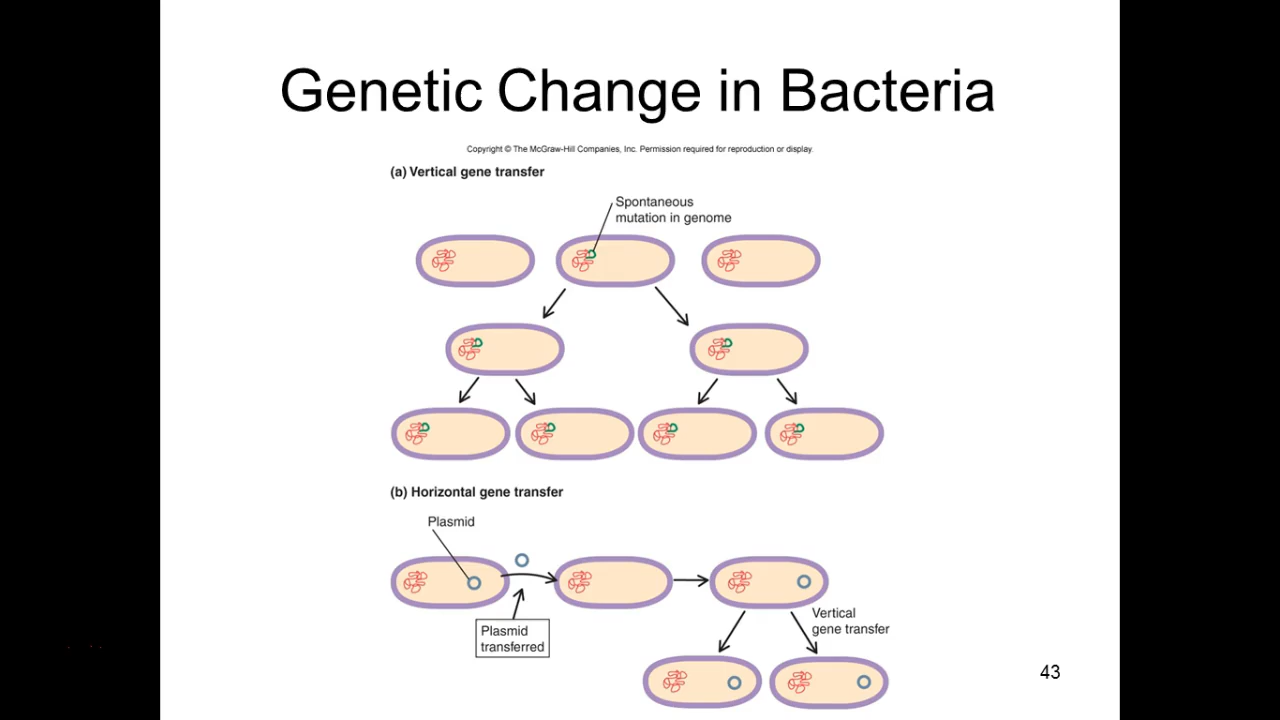 Genetic Change in Bacteria
Copyright © The McGraw-Hill Companies, Inc. Permission required for reproduction or display.
(a) Vertical gene transfer
Spontaneous
mutation in genome
(b) Horizontal gene transfer
Plasmid
Plasmid
transferred
Vertical
gene transfer
43